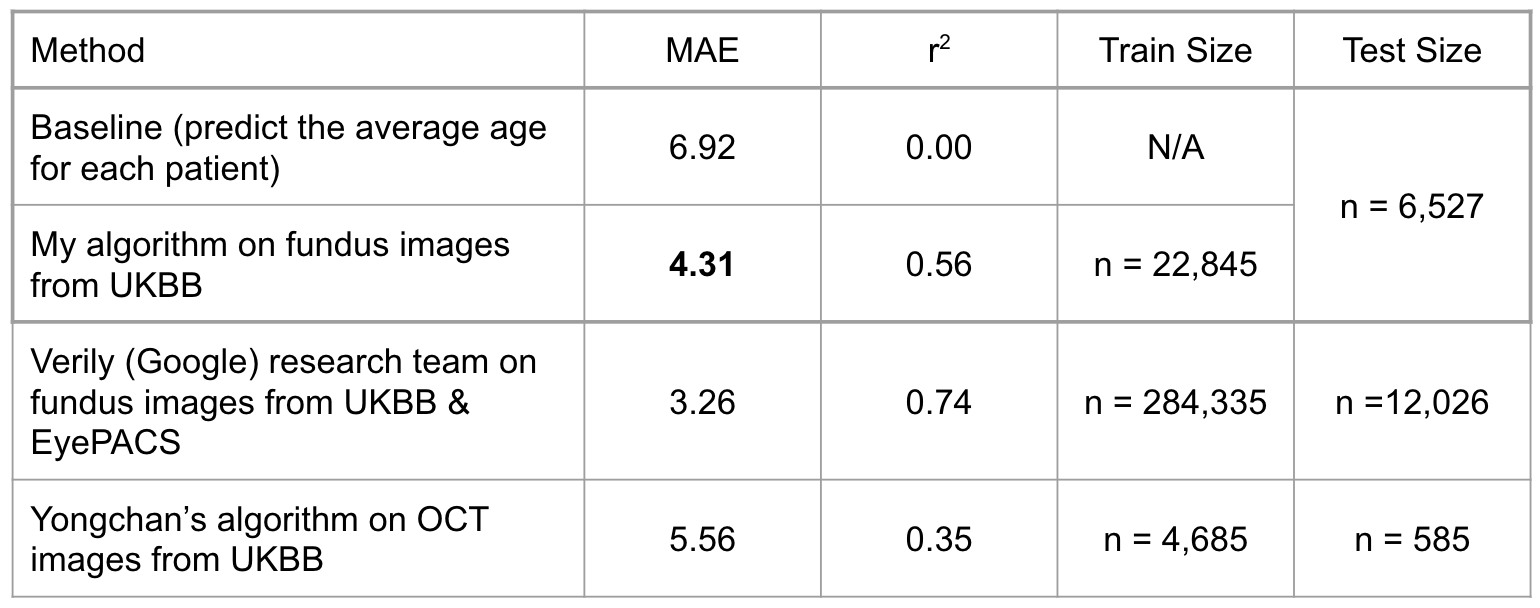 Method MAE r² Train Size Test Size
Baseline (predict the average age
for each patient) 6.92 0.00 N/A
n = 6,527
My algorithm on fundus images
from UKBB 4.31 0.56 n = 22,845
Verily (Google) research team on
fundus images from UKBB &
EyePACS 3.26 0.74 n = 284,335 n =12,026
Yongchan’s algorithm on OCT
images from UKBB 5.56 0.35 n = 4,685 n = 585